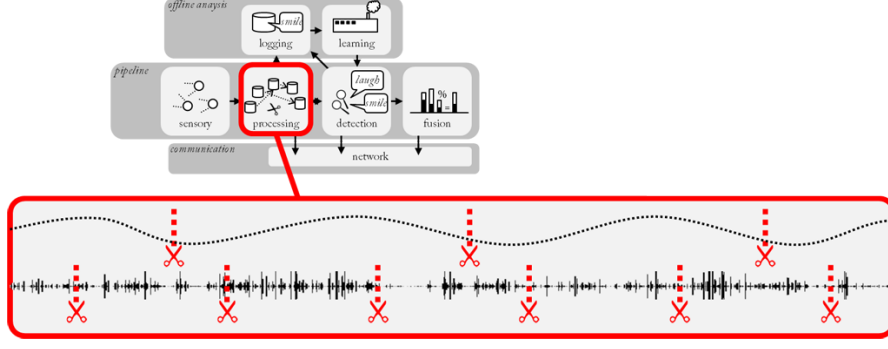 offline anaysis
smile
logging
learning
pipeline
laugh
smile
%
=
sensory
processing
detection
fusion
communication
network